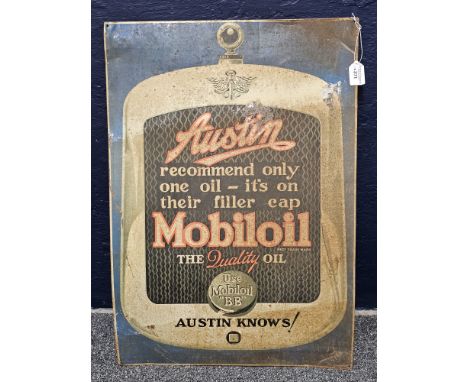 Austin
recommend only
one oil – it's on
their filler cap
Mobiloil
THE Quality OIL
Use
Mobiloil
"BB"
AUSTIN KNOWS!